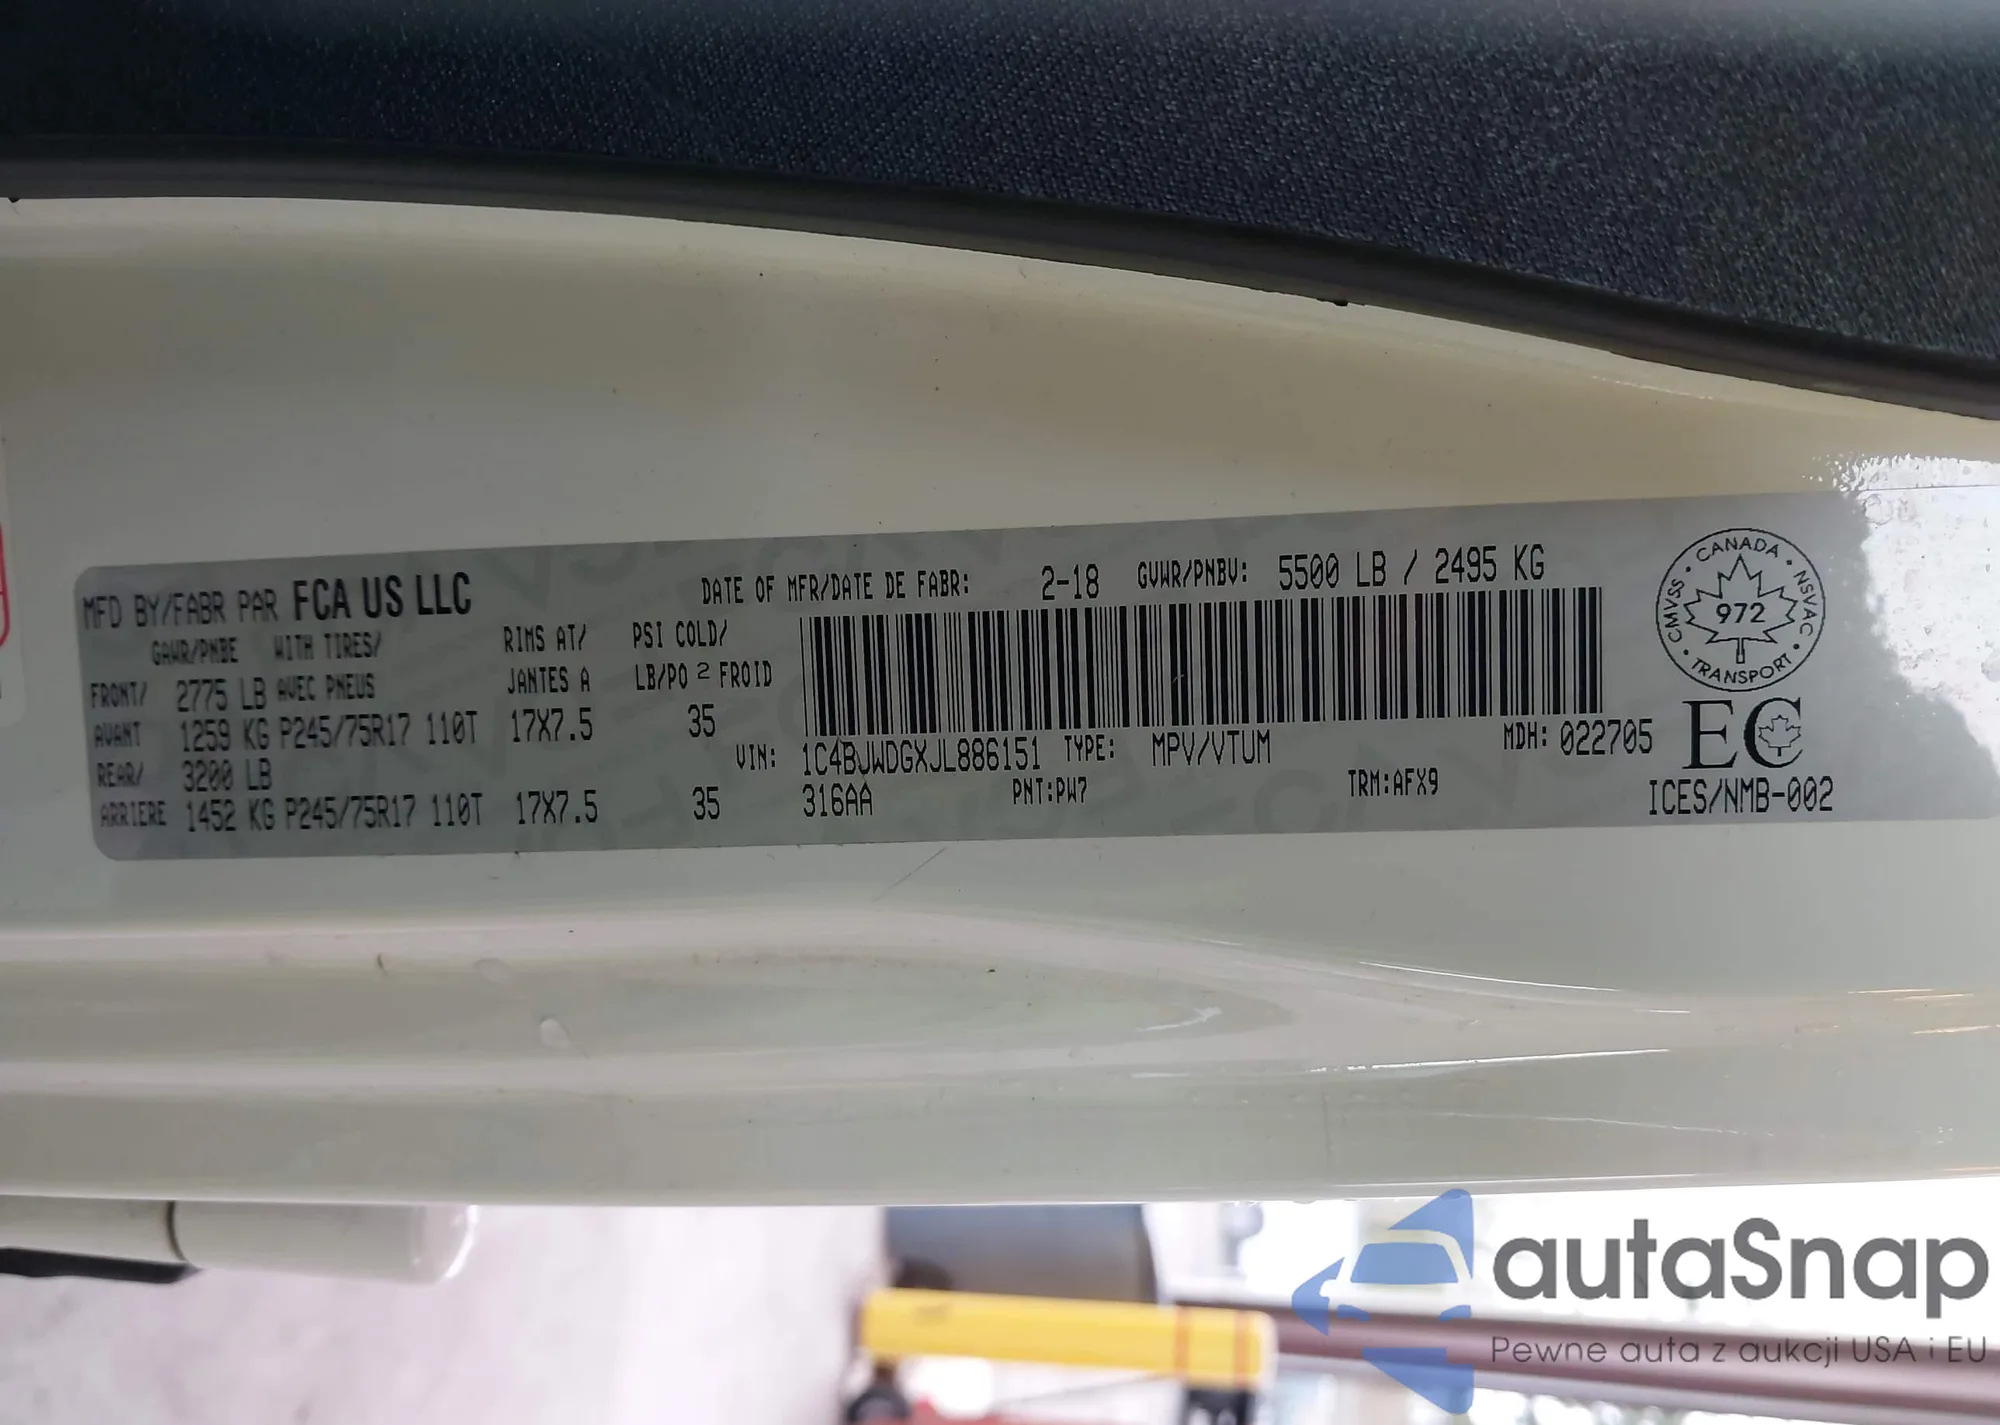 MFD BY/FABR PAR FCA US LLC
DATE OF MFR/DATE DE FABR: 2-18 GVWR/PNBV: 5500 LB / 2495 KG
GAWR/PNBE WITH TIRES/ RIMS AT/ PSI COLD/
FRONT/ 2775 LB AVEC PNEUS JANTES A LB/PO 2 FROID
AVANT 1259 KG P245/75R17 110T 17X7.5 35
REAR/ 3200 LB
ARRIERE 1452 KG P245/75R17 110T 17X7.5 35
MDH: 022705
VIN: 1C4BJWDGXJL886151 TYPE: MPV/VTUM
316AA PNT:PW7 TRM:AFX9
CANADA
CMVSS · NSVAC
972
TRANSPORT
EC
ICES/NMB-002
autaSnap
Pewne auta z aukcji USA i EU